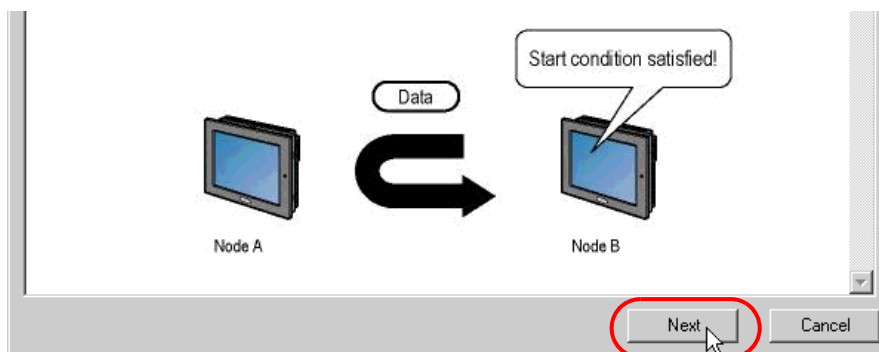 Start condition satisfied!
Data
Node A
Node B
Next
Cancel